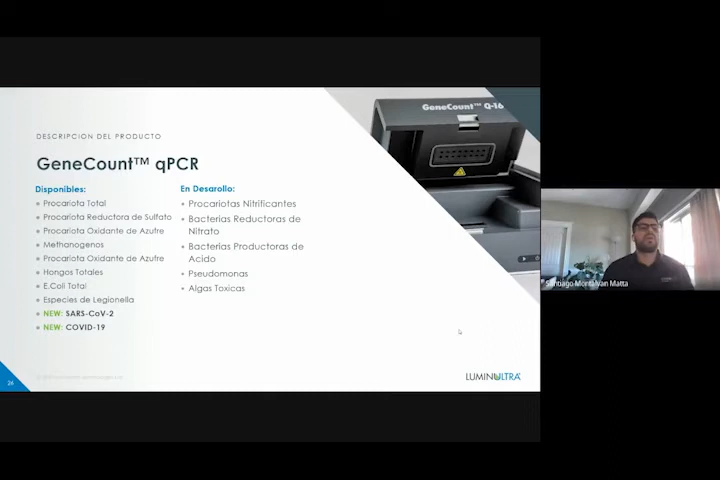 GeneCount™ Q-16
DESCRIPCION DEL PRODUCTO
GeneCount™ qPCR
Disponibles:
Procariota Total
Procariota Reductora de Sulfato
Procariota Oxidante de Azufre
Methanogenos
Procariota Oxidante de Azufre
Hongos Totales
E.Coli Total
Especies de Legionella
NEW: SARS-CoV-2
NEW: COVID-19
En Desarollo:
Procariotas Nitrificantes
Bacterias Reductoras de
Nitrato
Bacterias Productoras de
Acido
Pseudomonas
Algas Toxicas
Santiago Montalvan Matta
26
LUMINULTRA